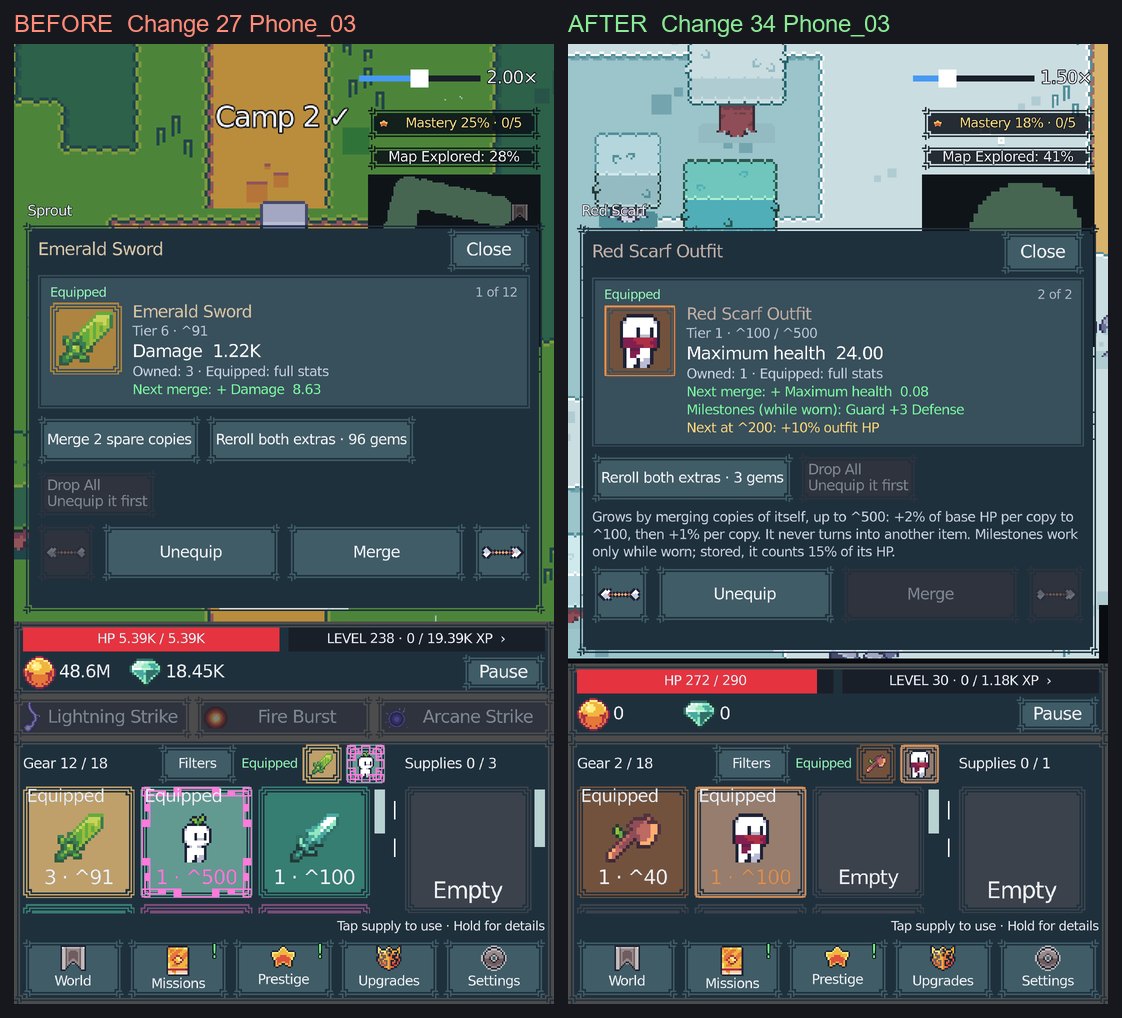 BEFORE Change 27 Phone_03
2.00×
Camp 2 ✓
Mastery 25% · 0/5
Map Explored: 28%
Sprout
Emerald Sword
Close
Equipped
1 of 12
Emerald Sword
Tier 6 · ^91
Damage 1.22K
Owned: 3 · Equipped: full stats
Next merge: + Damage 8.63
Merge 2 spare copies
Reroll both extras · 96 gems
Drop All
Unequip it first
Unequip
Merge
HP 5.39K / 5.39K
LEVEL 238 · 0 / 19.39K XP ›
48.6M
18.45K
Pause
Lightning Strike
Fire Burst
Arcane Strike
Gear 12 / 18
Filters
Equipped
Supplies 0 / 3
Equipped
3 · ^91
Equipped
1 · ^500
1 · ^100
Empty
Tap supply to use · Hold for details
World
Missions
!
Prestige
!
Upgrades
Settings
AFTER Change 34 Phone_03
1.50×
Mastery 18% · 0/5
Map Explored: 41%
Red Scarf
Red Scarf Outfit
Close
Equipped
2 of 2
Red Scarf Outfit
Tier 1 · ^100 / ^500
Maximum health 24.00
Owned: 1 · Equipped: full stats
Next merge: + Maximum health 0.08
Milestones (while worn): Guard +3 Defense
Next at ^200: +10% outfit HP
Reroll both extras · 3 gems
Drop All
Unequip it first
Grows by merging copies of itself, up to ^500: +2% of base HP per copy to
^100, then +1% per copy. It never turns into another item. Milestones work
only while worn; stored, it counts 15% of its HP.
Unequip
Merge
HP 272 / 290
LEVEL 30 · 0 / 1.18K XP ›
0
0
Pause
Gear 2 / 18
Filters
Equipped
Supplies 0 / 1
Equipped
1 · ^40
Equipped
1 · ^100
Empty
Empty
Tap supply to use · Hold for details
World
Missions
!
Prestige
!
Upgrades
Settings